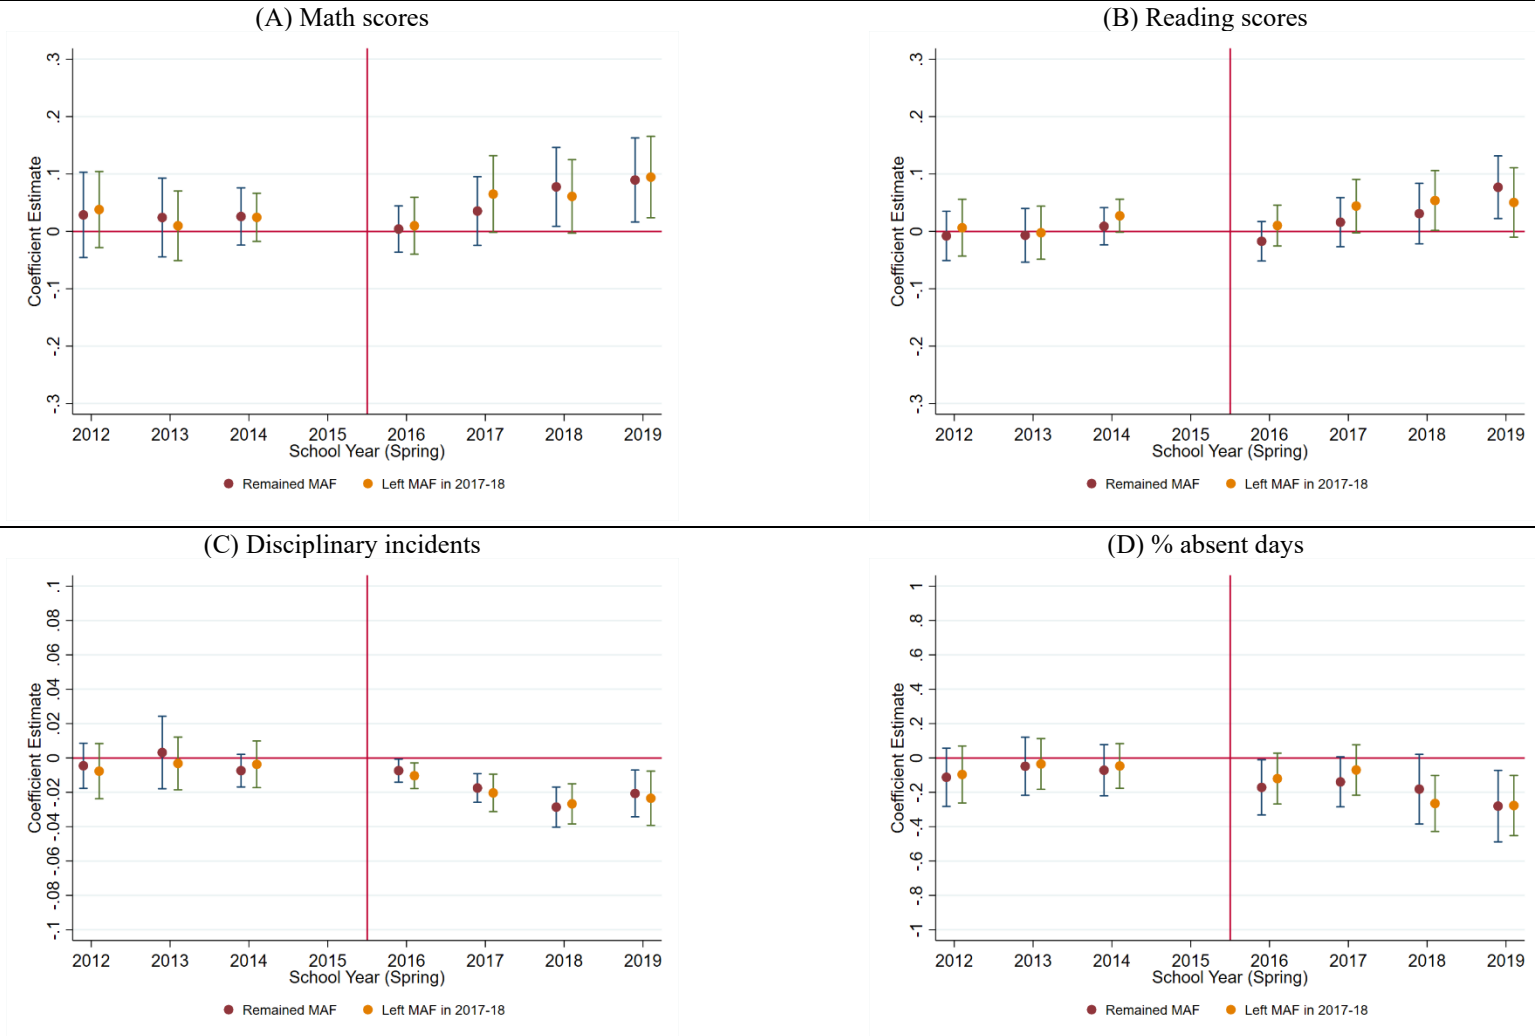 (A) Math scores
.3
.2
.1
0
-.1
-.2
-.3
Coefficient Estimate
2012 2013 2014 2015 2016 2017 2018 2019
School Year (Spring)
Remained MAF Left MAF in 2017-18
(B) Reading scores
.3
.2
.1
0
-.1
-.2
-.3
Coefficient Estimate
2012 2013 2014 2015 2016 2017 2018 2019
School Year (Spring)
Remained MAF Left MAF in 2017-18
(C) Disciplinary incidents
.1
.08
.06
.04
.02
0
-.02
-.04
-.06
-.08
-.1
Coefficient Estimate
2012 2013 2014 2015 2016 2017 2018 2019
School Year (Spring)
Remained MAF Left MAF in 2017-18
(D) % absent days
1
.8
.6
.4
.2
0
-.2
-.4
-.6
-.8
-1
Coefficient Estimate
2012 2013 2014 2015 2016 2017 2018 2019
School Year (Spring)
Remained MAF Left MAF in 2017-18